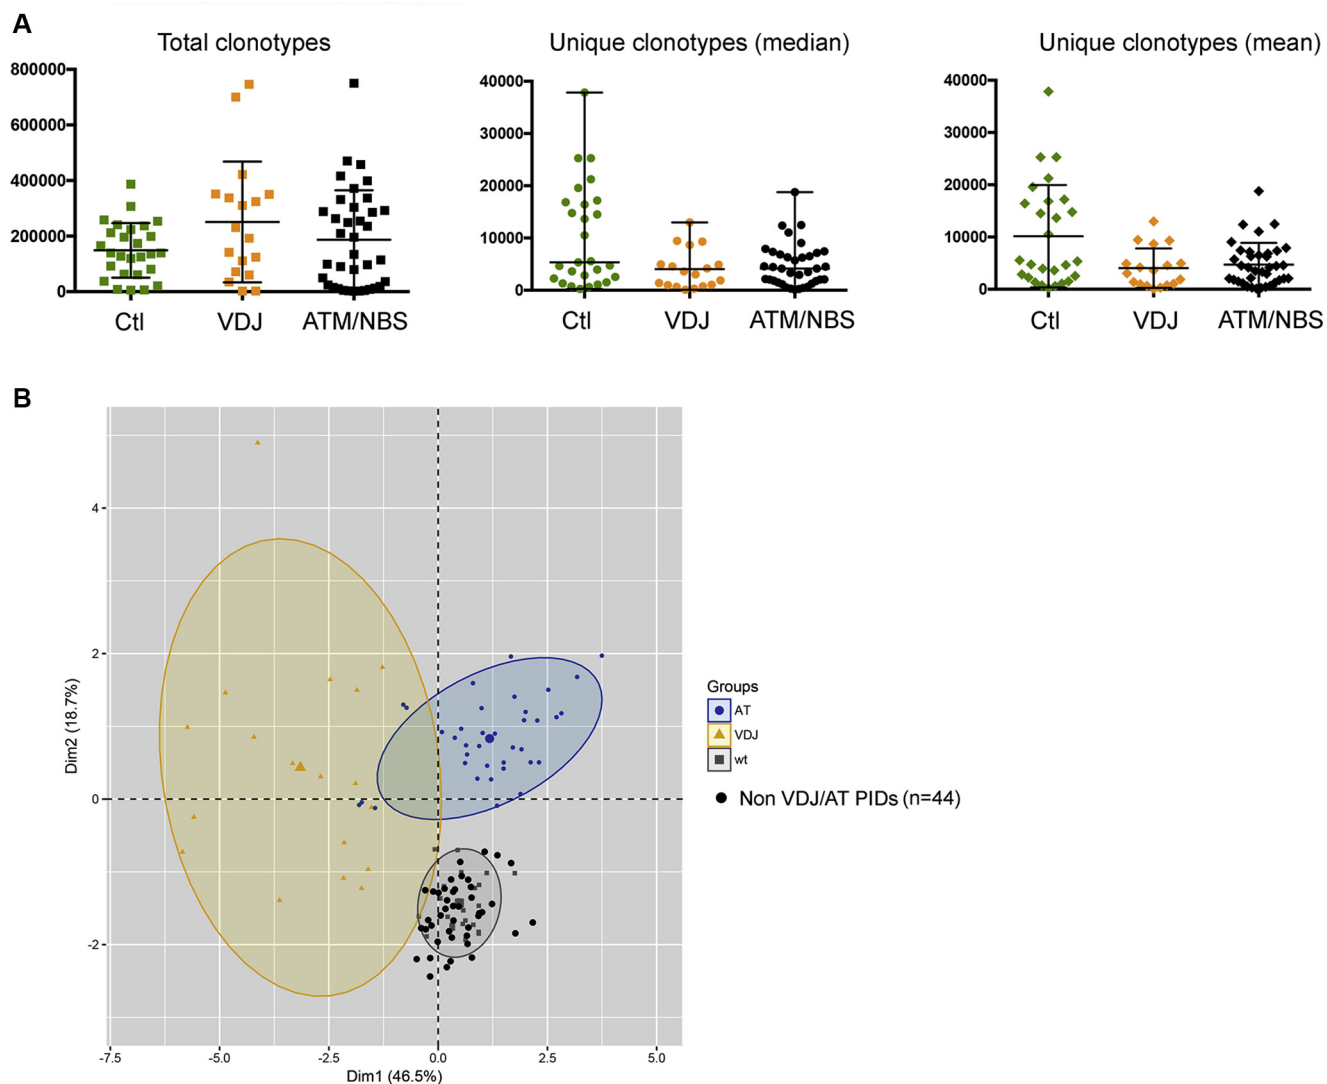 A
Total clonotypes
Unique clonotypes (median)
Unique clonotypes (mean)
800000
600000
400000
200000
0
Ctl
VDJ
ATM/NBS
40000
30000
20000
10000
0
Ctl
VDJ
ATM/NBS
40000
30000
20000
10000
0
Ctl
VDJ
ATM/NBS
B
Dim2 (18.7%)
4
2
0
-2
-7.5
-5.0
-2.5
0.0
2.5
5.0
Dim1 (46.5%)
Groups
AT
VDJ
wt
Non VDJ/AT PIDs (n=44)